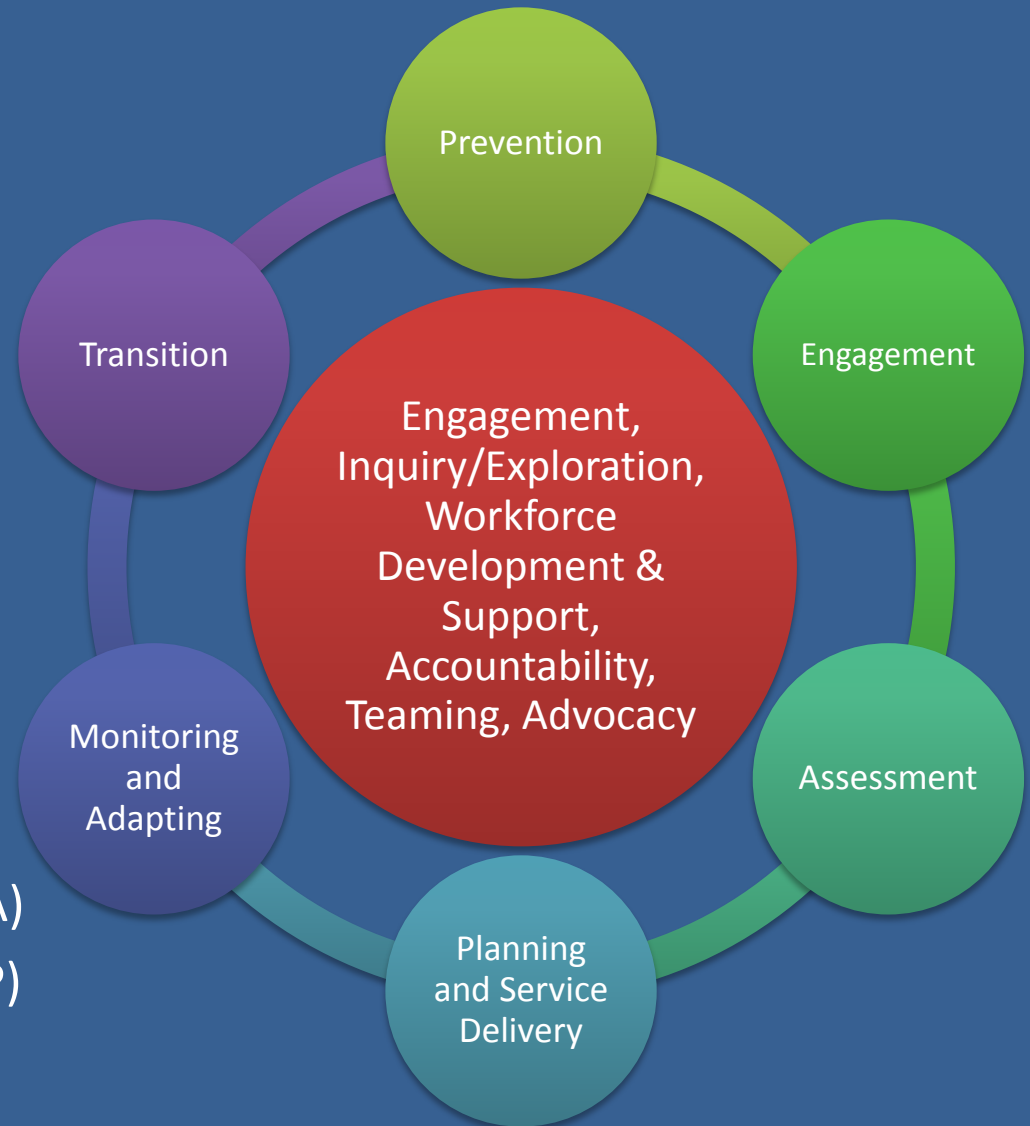 Prevention
Engagement
Assessment
Planning
and Service
Delivery
Monitoring
and
Adapting
Transition
Engagement,
Inquiry/Exploration,
Workforce
Development &
Support,
Accountability,
Teaming, Advocacy
A)
P)